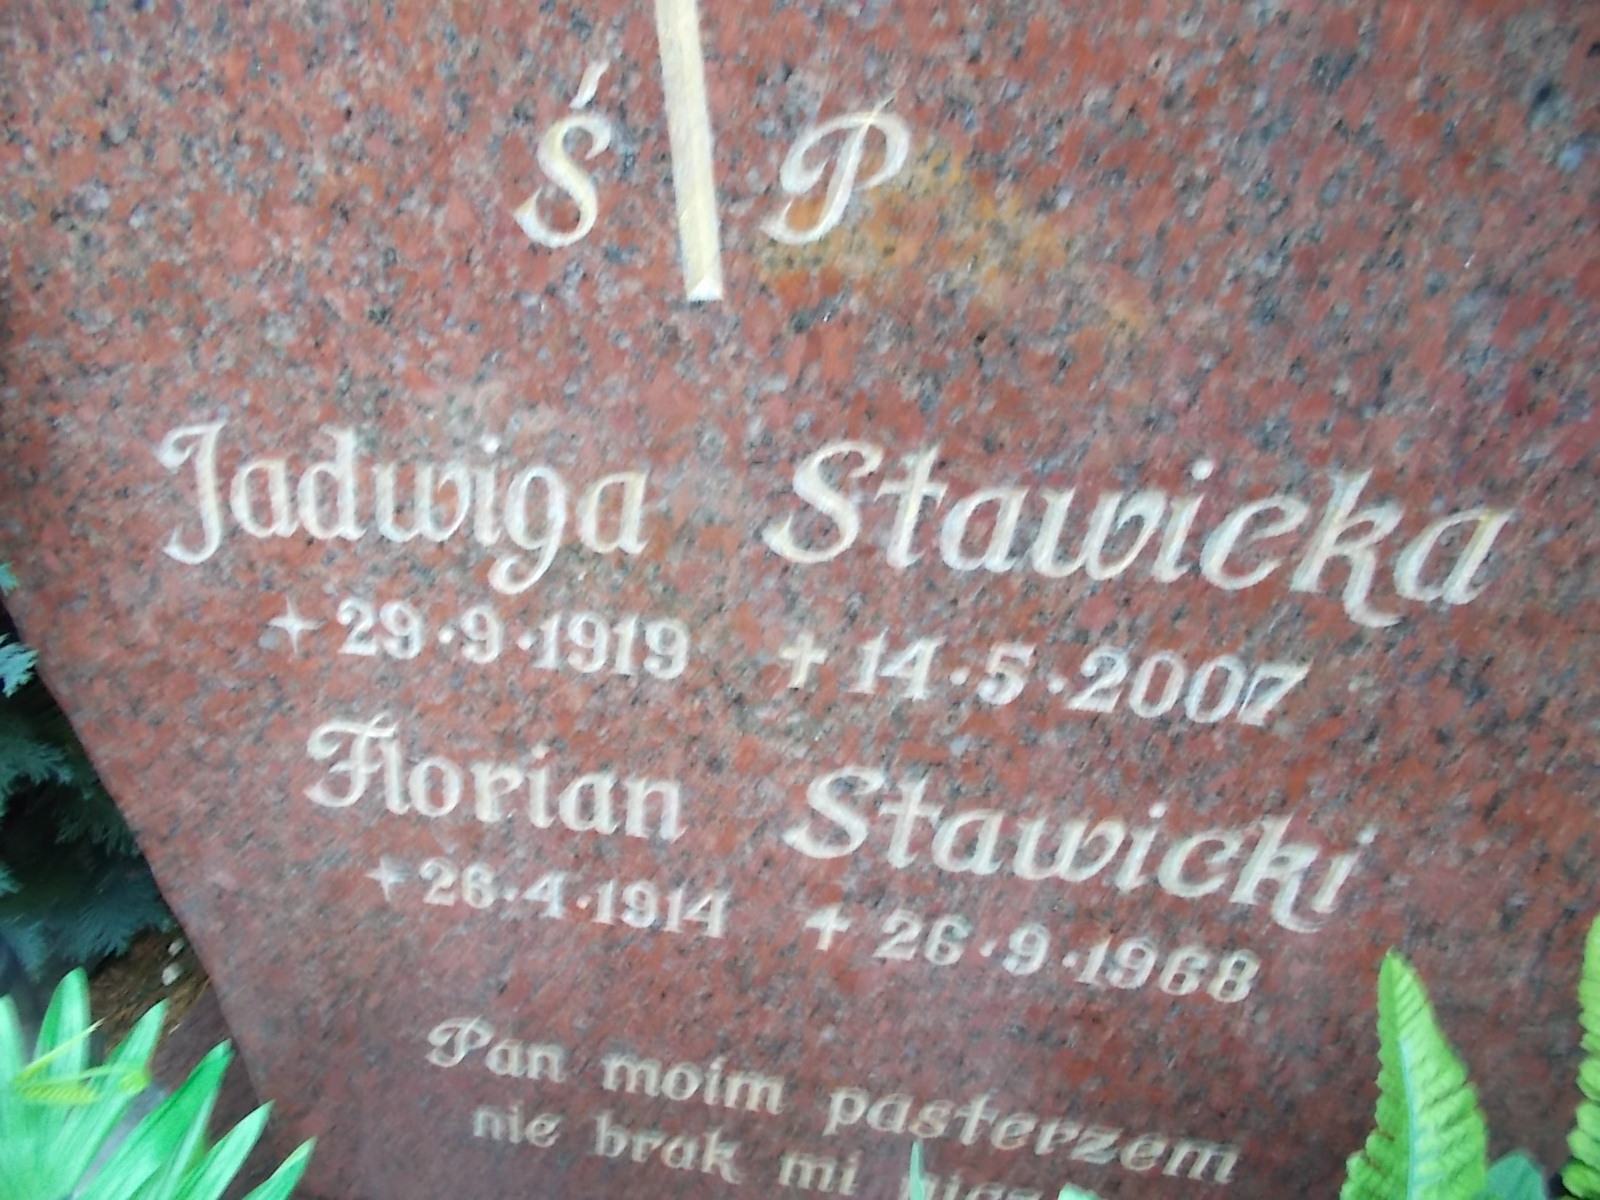 Ś P
Jadwiga Stawicka
* 29·9·1919 + 14·5·2007
Florian Stawicki
* 26·4·1914 + 26·9·1968
Pan moim pasterzem
nie brak mi